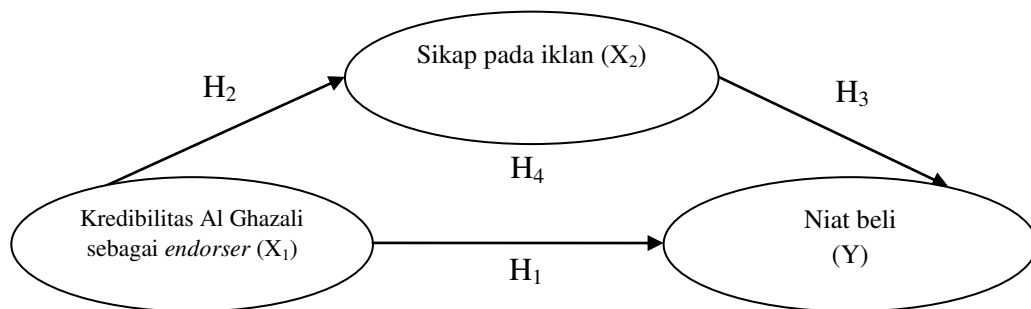 Sikap pada iklan (X₂)
H₂
H₃
H₄
Kredibilitas Al Ghazali
sebagai endorser (X₁)
Niat beli
(Y)
H₁